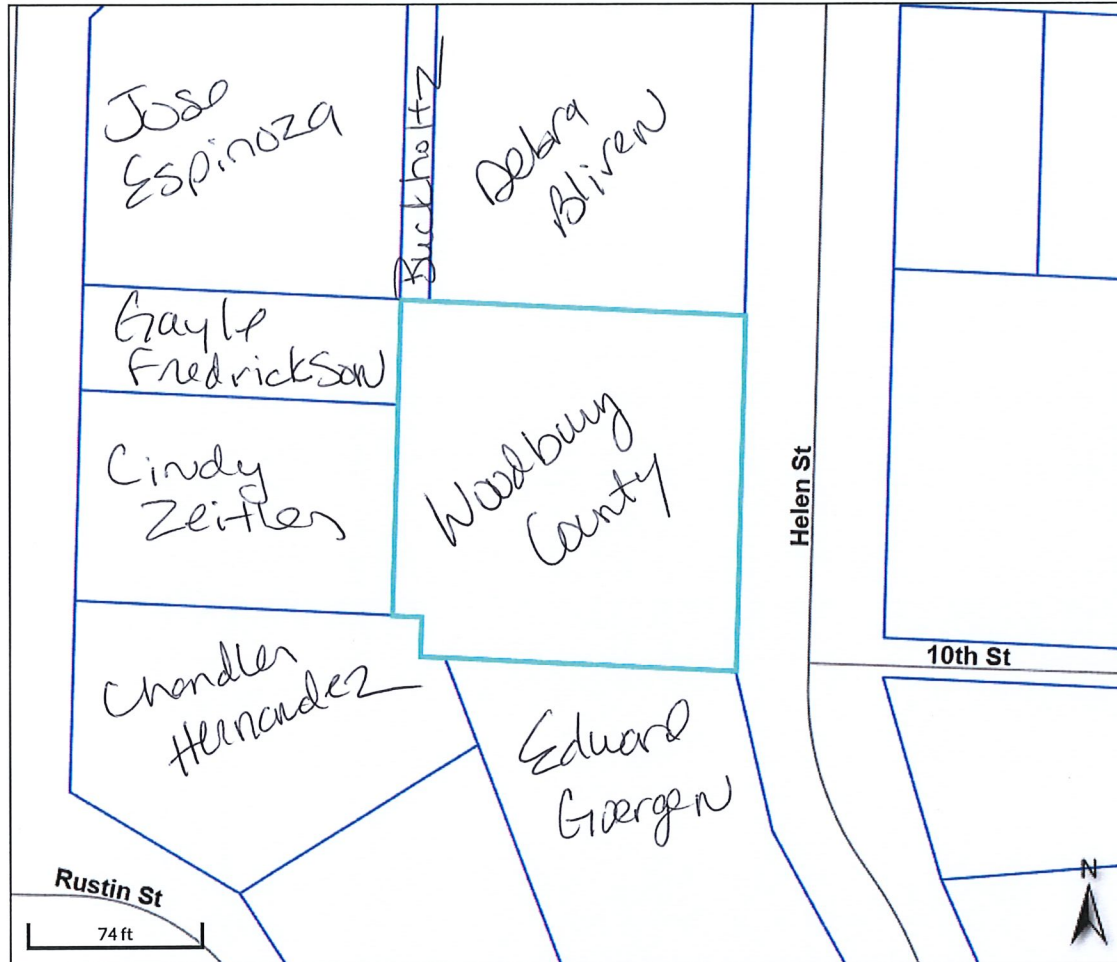 Jose
Espinoza
Buckholtz
Debra
Bliven
Gayle
Fredrickson
Cindy
Zeitler
Woodbury
County
Helen St
10th St
Chandler
Hernandez
Edward
Goergen
Rustin St
74 ft
N